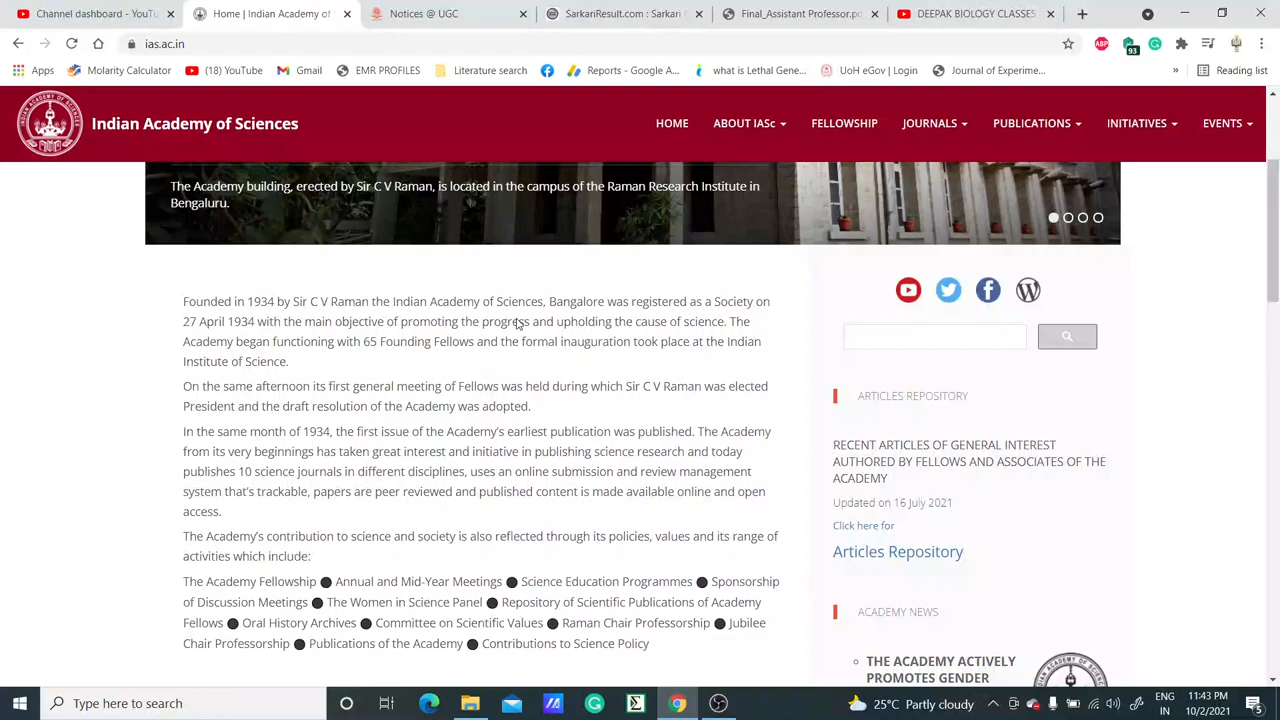 Channel dashboard - YouTu
Home | Indian Academy of
Notices @ UGC
SarkariResult.com : Sarkari
Final_Assistant Professor.pd
DEEPAK BIOLOGY CLASSES
ias.ac.in
ABP
93
Apps
Molarity Calculator
(18) YouTube
Gmail
EMR PROFILES
Literature search
Reports - Google A...
what is Lethal Gene...
UoH eGov | Login
Journal of Experime...
»
Reading list
Indian Academy of Sciences
HOME
ABOUT IASc
FELLOWSHIP
JOURNALS
PUBLICATIONS
INITIATIVES
EVENTS
The Academy building, erected by Sir C V Raman, is located in the campus of the Raman Research Institute in
Bengaluru.
Founded in 1934 by Sir C V Raman the Indian Academy of Sciences, Bangalore was registered as a Society on
27 April 1934 with the main objective of promoting the progress and upholding the cause of science. The
Academy began functioning with 65 Founding Fellows and the formal inauguration took place at the Indian
Institute of Science.
On the same afternoon its first general meeting of Fellows was held during which Sir C V Raman was elected
President and the draft resolution of the Academy was adopted.
In the same month of 1934, the first issue of the Academy's earliest publication was published. The Academy
from its very beginnings has taken great interest and initiative in publishing science research and today
publishes 10 science journals in different disciplines, uses an online submission and review management
system that's trackable, papers are peer reviewed and published content is made available online and open
access.
The Academy's contribution to science and society is also reflected through its policies, values and its range of
activities which include:
The Academy Fellowship ● Annual and Mid-Year Meetings ● Science Education Programmes ● Sponsorship
of Discussion Meetings ● The Women in Science Panel ● Repository of Scientific Publications of Academy
Fellows ● Oral History Archives ● Committee on Scientific Values ● Raman Chair Professorship ● Jubilee
Chair Professorship ● Publications of the Academy ● Contributions to Science Policy
ARTICLES REPOSITORY
RECENT ARTICLES OF GENERAL INTEREST
AUTHORED BY FELLOWS AND ASSOCIATES OF THE
ACADEMY
Updated on 16 July 2021
Click here for
Articles Repository
ACADEMY NEWS
THE ACADEMY ACTIVELY
PROMOTES GENDER
Type here to search
25°C Partly cloudy
ENG
IN
11:43 PM
10/2/2021